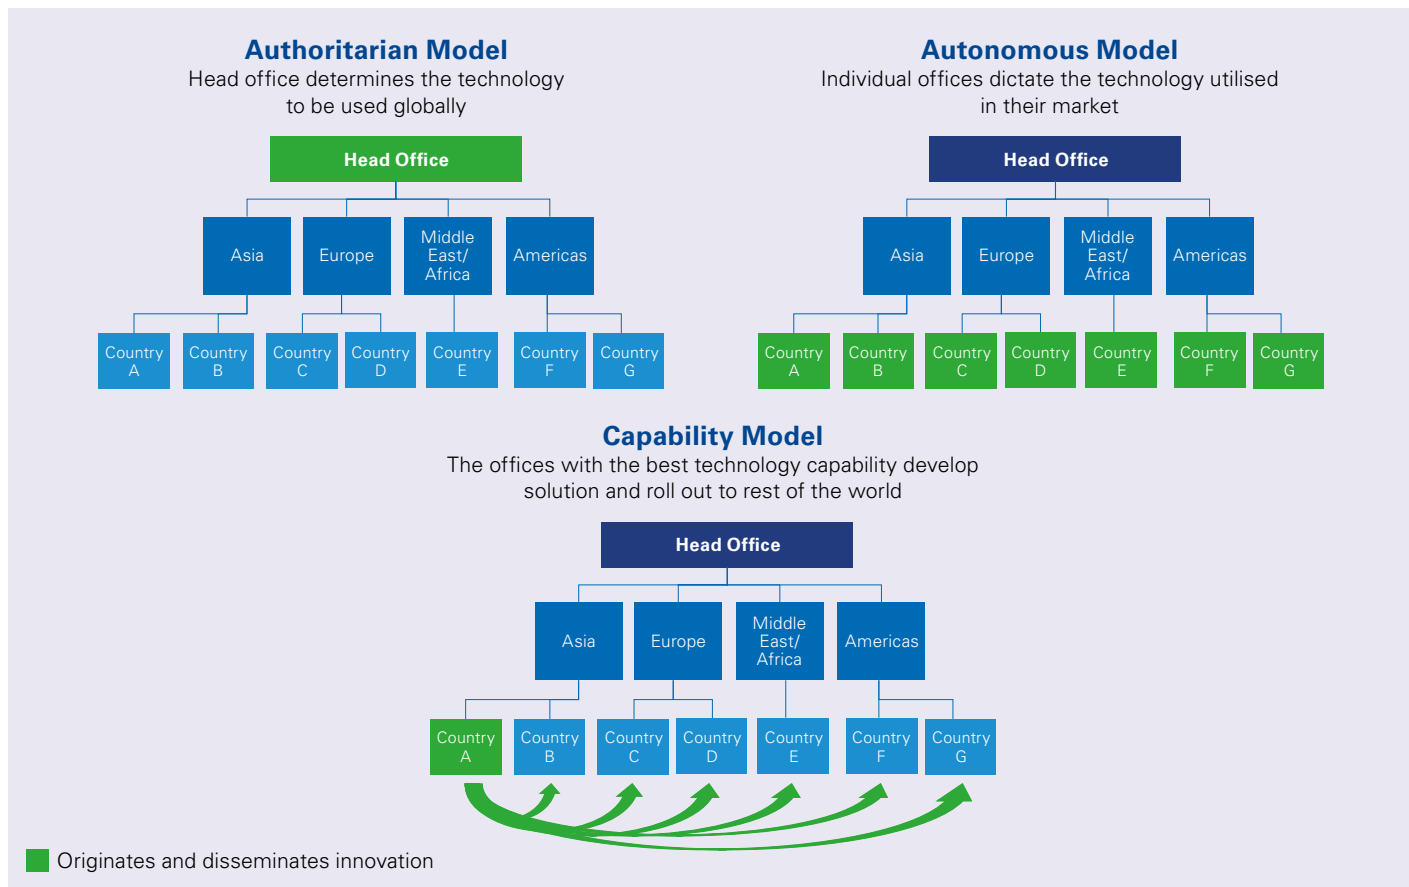 Authoritarian Model
Head office determines the technology
to be used globally
Head Office
Asia
Europe
Middle
East/
Africa
Americas
Country
A
Country
B
Country
C
Country
D
Country
E
Country
F
Country
G
Autonomous Model
Individual offices dictate the technology utilised
in their market
Head Office
Asia
Europe
Middle
East/
Africa
Americas
Country
A
Country
B
Country
C
Country
D
Country
E
Country
F
Country
G
Capability Model
The offices with the best technology capability develop
solution and roll out to rest of the world
Head Office
Asia
Europe
Middle
East/
Africa
Americas
Country
A
Country
B
Country
C
Country
D
Country
E
Country
F
Country
G
Originates and disseminates innovation